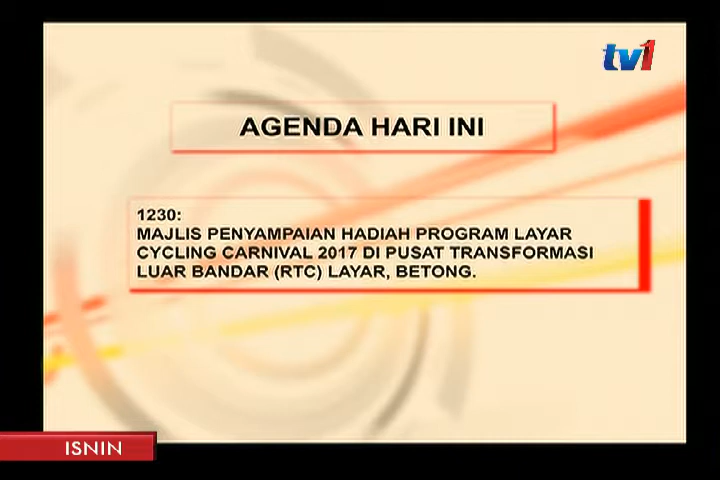 tv1
AGENDA HARI INI
1230:
MAJLIS PENYAMPAIAN HADIAH PROGRAM LAYAR
CYCLING CARNIVAL 2017 DI PUSAT TRANSFORMASI
LUAR BANDAR (RTC) LAYAR, BETONG.
ISNIN